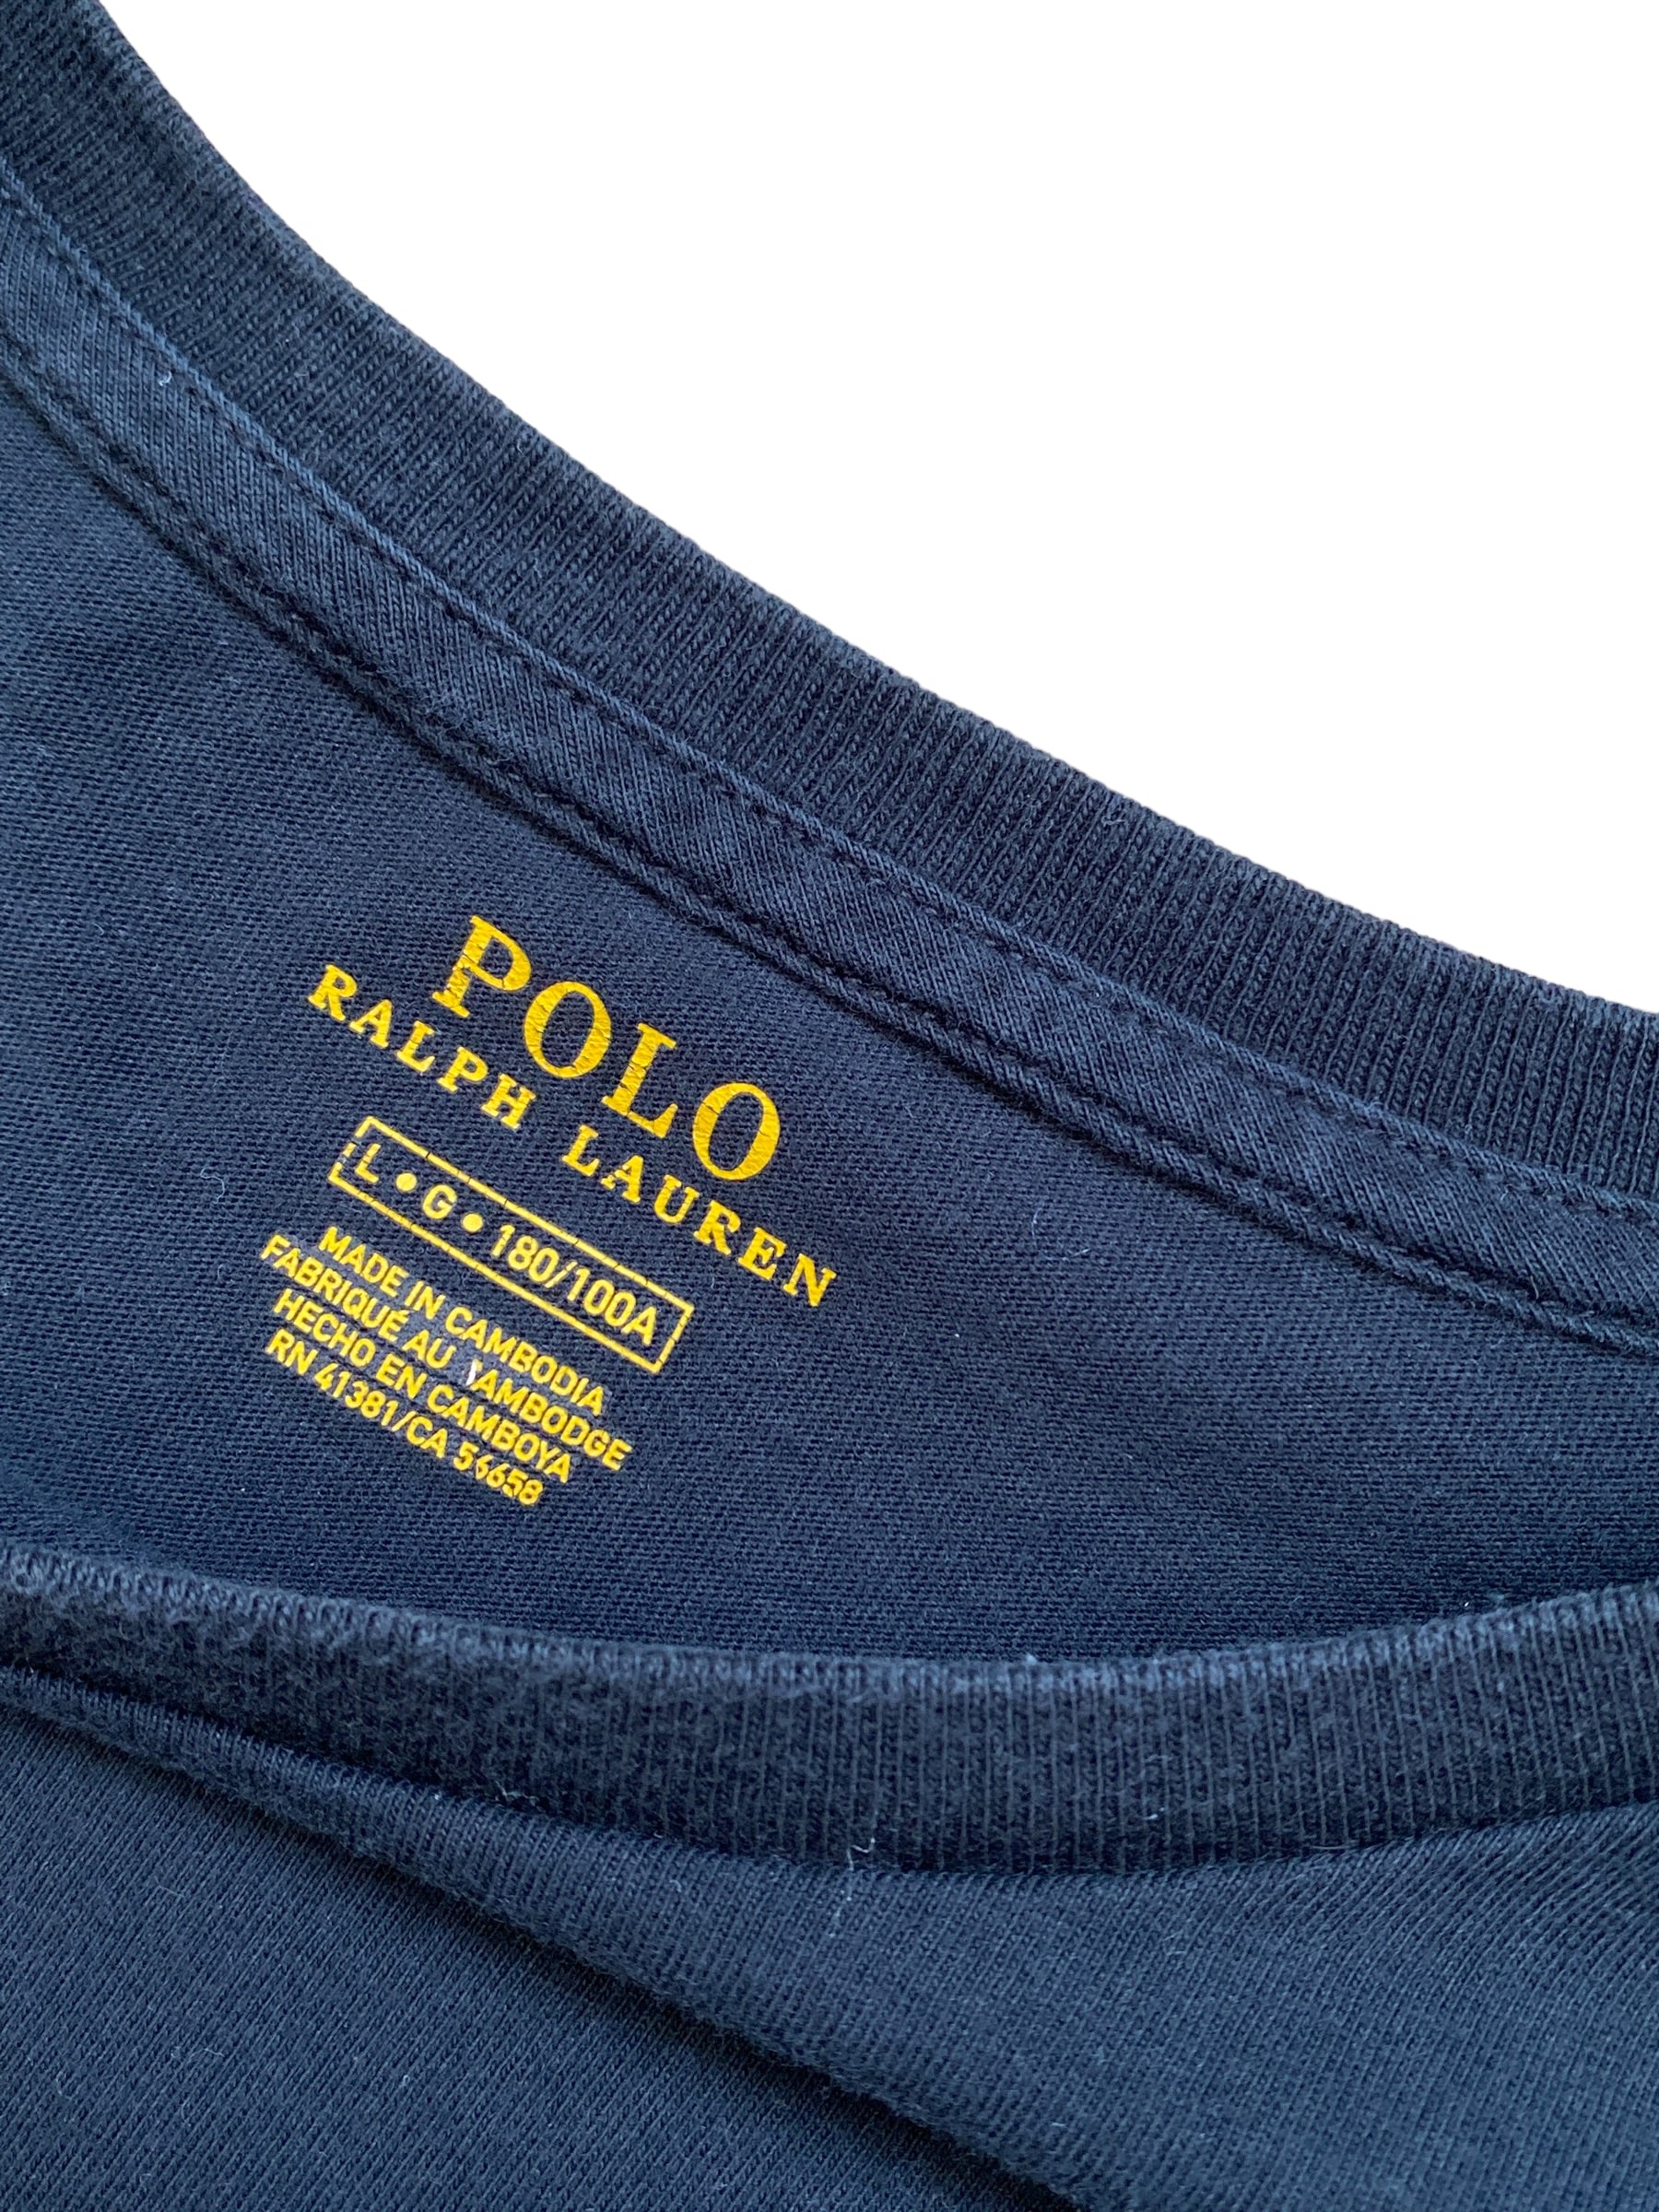 POLO
RALPH LAUREN
L • G • 180/100A
MADE IN CAMBODIA
FABRIQUÉ AU CAMBODGE
HECHO EN CAMBOYA
RN 41381/CA 56658